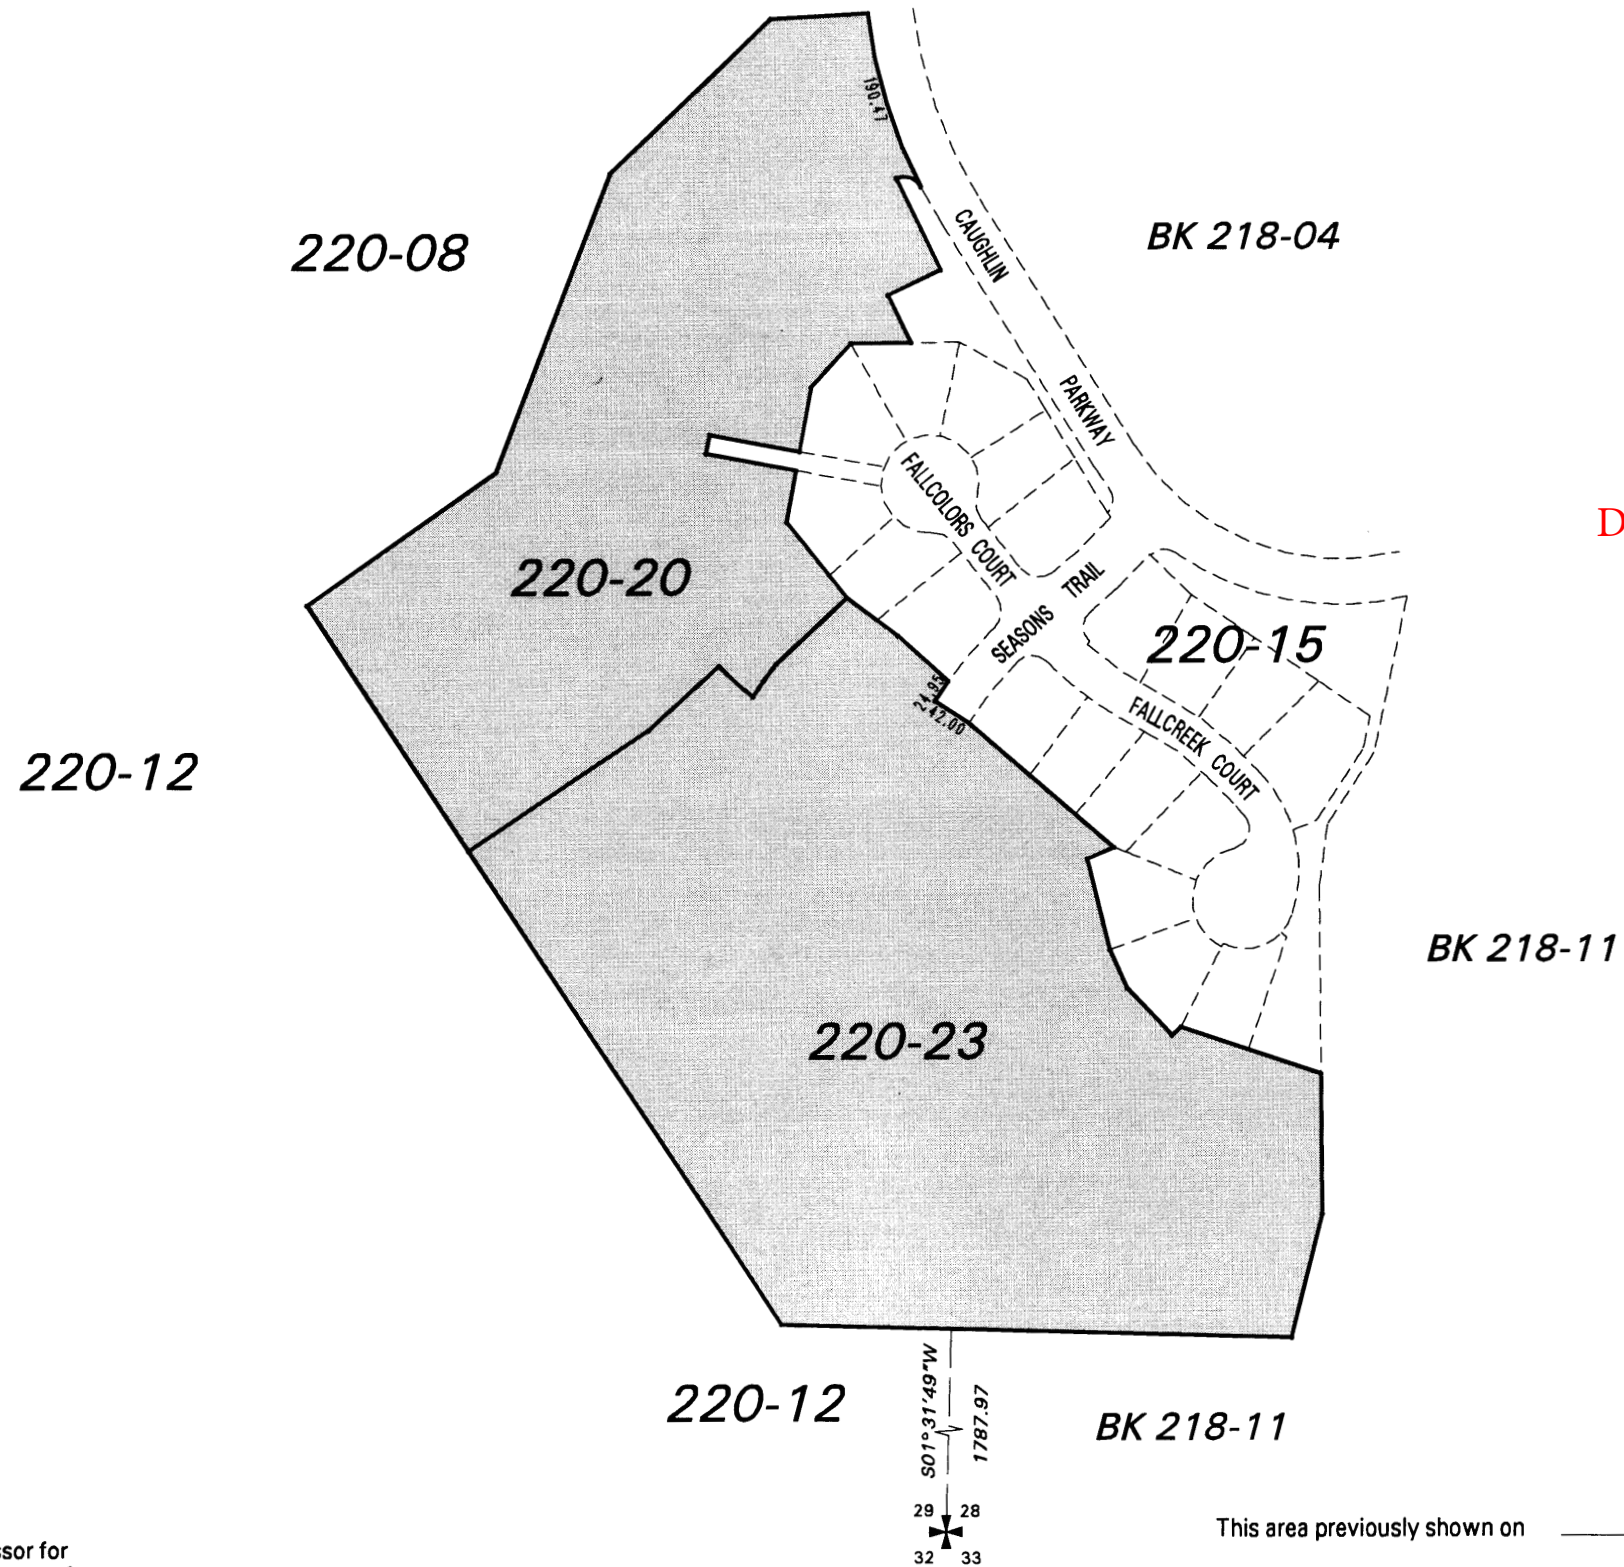 190.47
220-08
BK 218-04
CAUGHLIN
PARKWAY
FALLCOLORS COURT
D
220-20
SEASONS TRAIL
220-15
24.95
242.00
FALLCREEK COURT
220-12
BK 218-11
220-23
220-12
S01°31'49"W
1787.97
BK 218-11
29 28
32 33
This area previously shown on
ssor for